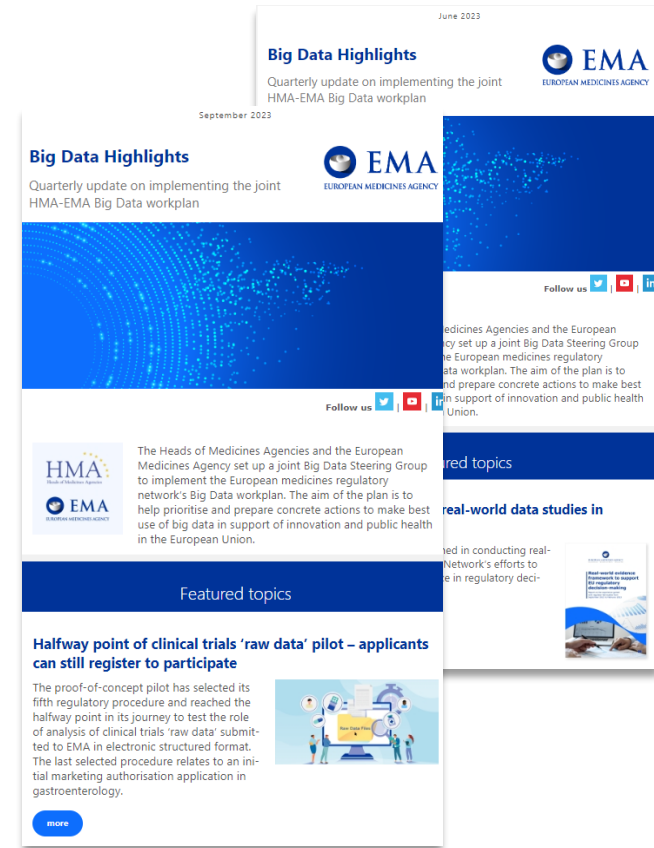 June 2023
Big Data Highlights
Quarterly update on implementing the joint
HMA-EMA Big Data workplan
EMA
EUROPEAN MEDICINES AGENCY
Follow us
edicines Agencies and the European
cy set up a joint Big Data Steering Group
e European medicines regulatory
ata workplan. The aim of the plan is to
nd prepare concrete actions to make best
n support of innovation and public health
Union.
red topics
real-world data studies in
ned in conducting real-
Network's efforts to
e in regulatory deci-
Real-world evidence
framework to support
EU regulatory
decision-making
September 2023
Big Data Highlights
Quarterly update on implementing the joint
HMA-EMA Big Data workplan
EMA
EUROPEAN MEDICINES AGENCY
Follow us
HMA
Heads of Medicines Agencies
EMA
EUROPEAN MEDICINES AGENCY
The Heads of Medicines Agencies and the European
Medicines Agency set up a joint Big Data Steering Group
to implement the European medicines regulatory
network's Big Data workplan. The aim of the plan is to
help prioritise and prepare concrete actions to make best
use of big data in support of innovation and public health
in the European Union.
Featured topics
Halfway point of clinical trials ‘raw data’ pilot – applicants
can still register to participate
The proof-of-concept pilot has selected its
fifth regulatory procedure and reached the
halfway point in its journey to test the role
of analysis of clinical trials ‘raw data’ submit-
ted to EMA in electronic structured format.
The last selected procedure relates to an ini-
tial marketing authorisation application in
gastroenterology.
Raw Data Pilot
more